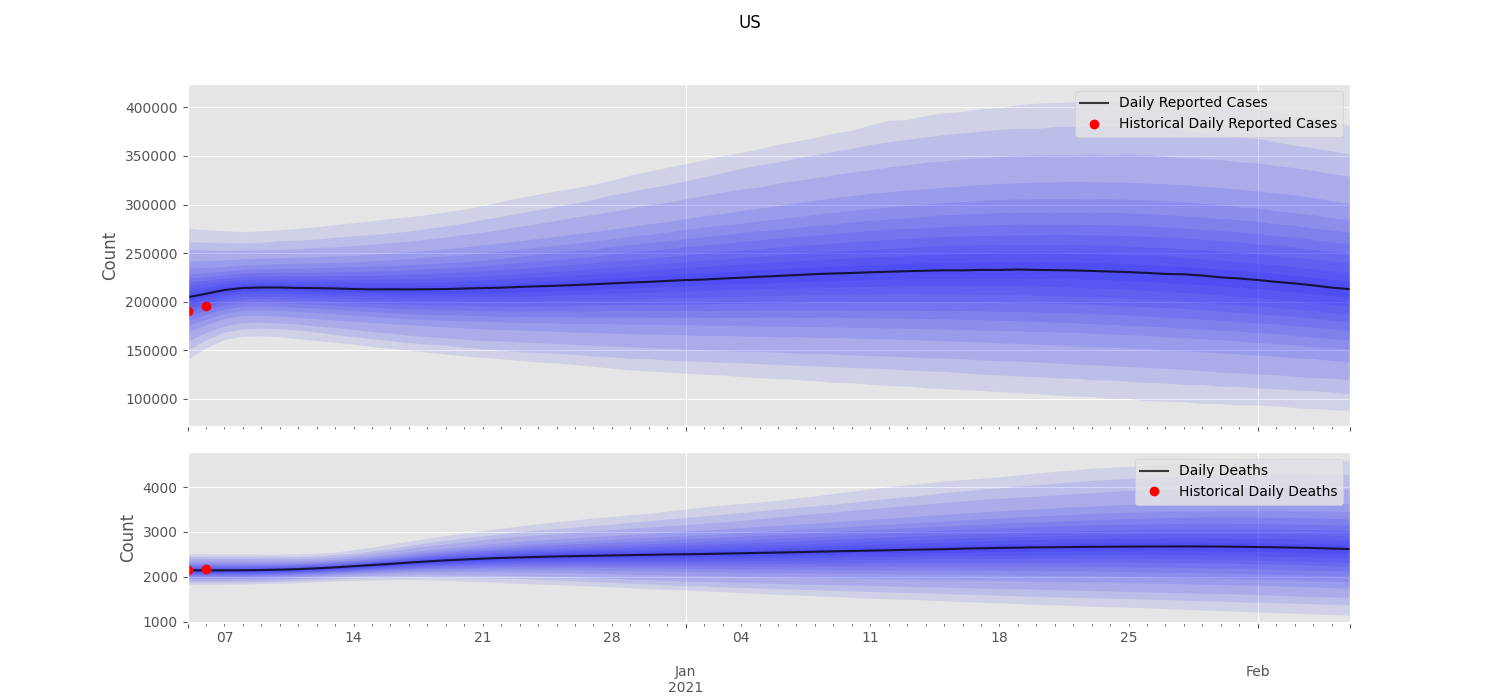 US
400000
350000
300000
250000
200000
150000
100000
Count
Daily Reported Cases
Historical Daily Reported Cases
4000
3000
2000
1000
Count
Daily Deaths
Historical Daily Deaths
07 14 21 28 04 11 18 25
Jan Feb
2021